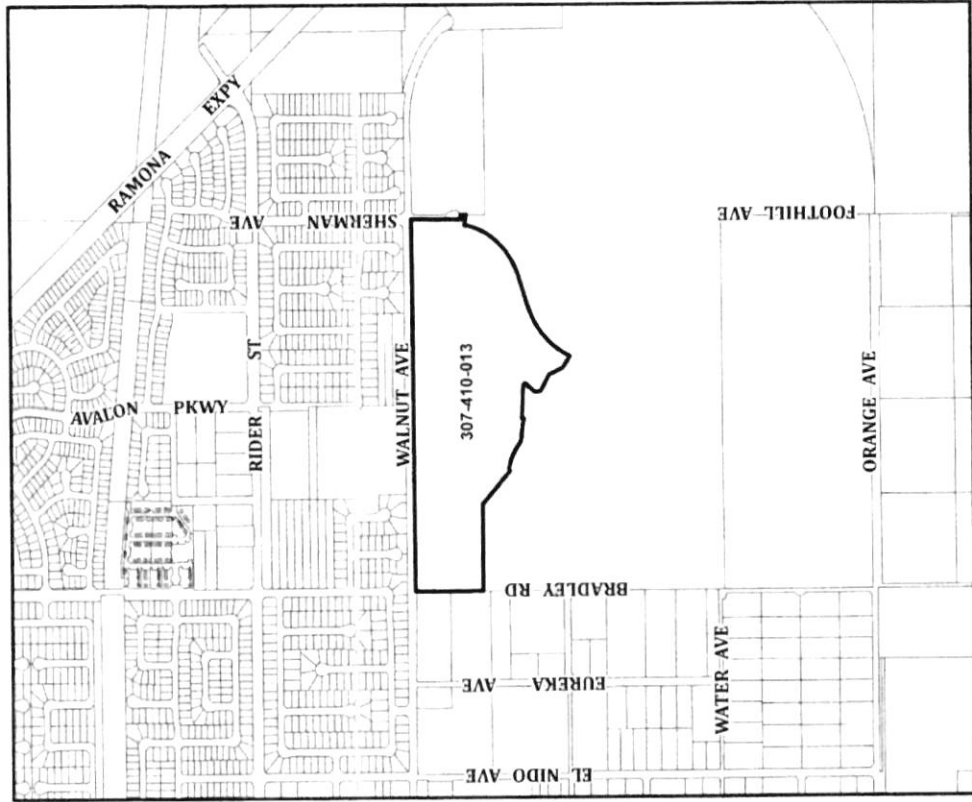 RAMONA EXPY
SHERMAN AVE
FOOTHILL AVE
AVALON PKWY
RIDER ST
WALNUT AVE
307-410-013
ORANGE AVE
BRADLEY RD
EUREKA AVE
WATER AVE
EL NIDO AVE